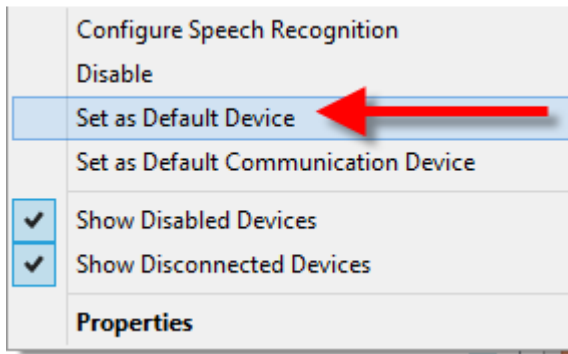 Configure Speech Recognition
Disable
Set as Default Device
Set as Default Communication Device
Show Disabled Devices
Show Disconnected Devices
Properties